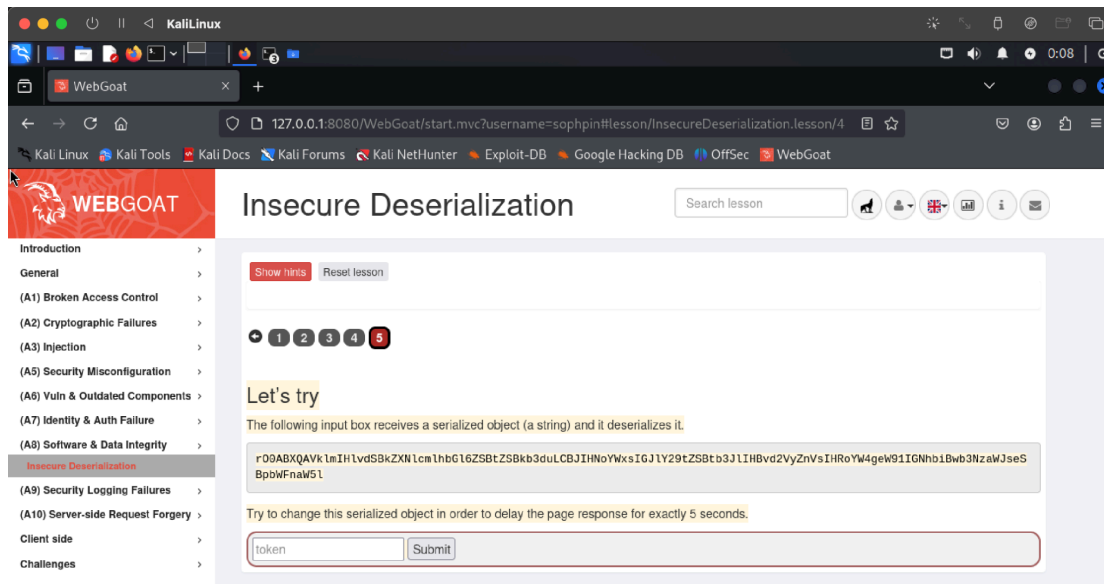 KaliLinux
0:08
WebGoat
127.0.0.1:8080/WebGoat/start.mvc?username=sophpin#lesson/InsecureDeserialization.lesson/4
Kali Linux Kali Tools Kali Docs Kali Forums Kali NetHunter Exploit-DB Google Hacking DB OffSec WebGoat
WEBGOAT
Insecure Deserialization
Search lesson
Introduction
General
(A1) Broken Access Control
(A2) Cryptographic Failures
(A3) Injection
(A5) Security Misconfiguration
(A6) Vuln & Outdated Components
(A7) Identity & Auth Failure
(A8) Software & Data Integrity
Insecure Deserialization
(A9) Security Logging Failures
(A10) Server-side Request Forgery
Client side
Challenges
Show hints Reset lesson
1 2 3 4 5
Let's try
The following input box receives a serialized object (a string) and it deserializes it.
rO0ABXQAVklmIHlvdSBkZXNlcmlhbGl6ZSBtZSBkb3duLCBJIHNoYWxsIGJlY29tZSBtb3JlIHBvd2VyZnVsIHRoYW4geW91IGNhbiBwb3NzaWJseS
BpbWFnaW5l
Try to change this serialized object in order to delay the page response for exactly 5 seconds.
token Submit